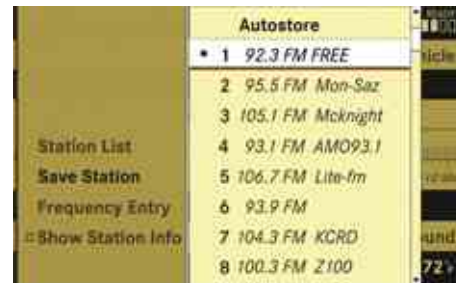 Autostore
• 1 92.3 FM FREE
2 95.5 FM Mon-Saz
3 105.1 FM Mcknight
Station List 4 93.1 FM AMO93.1
Save Station 5 106.7 FM Lite-fm
Frequency Entry 6 93.9 FM
Show Station Info 7 104.3 FM KCRD
8 100.3 FM Z100
72